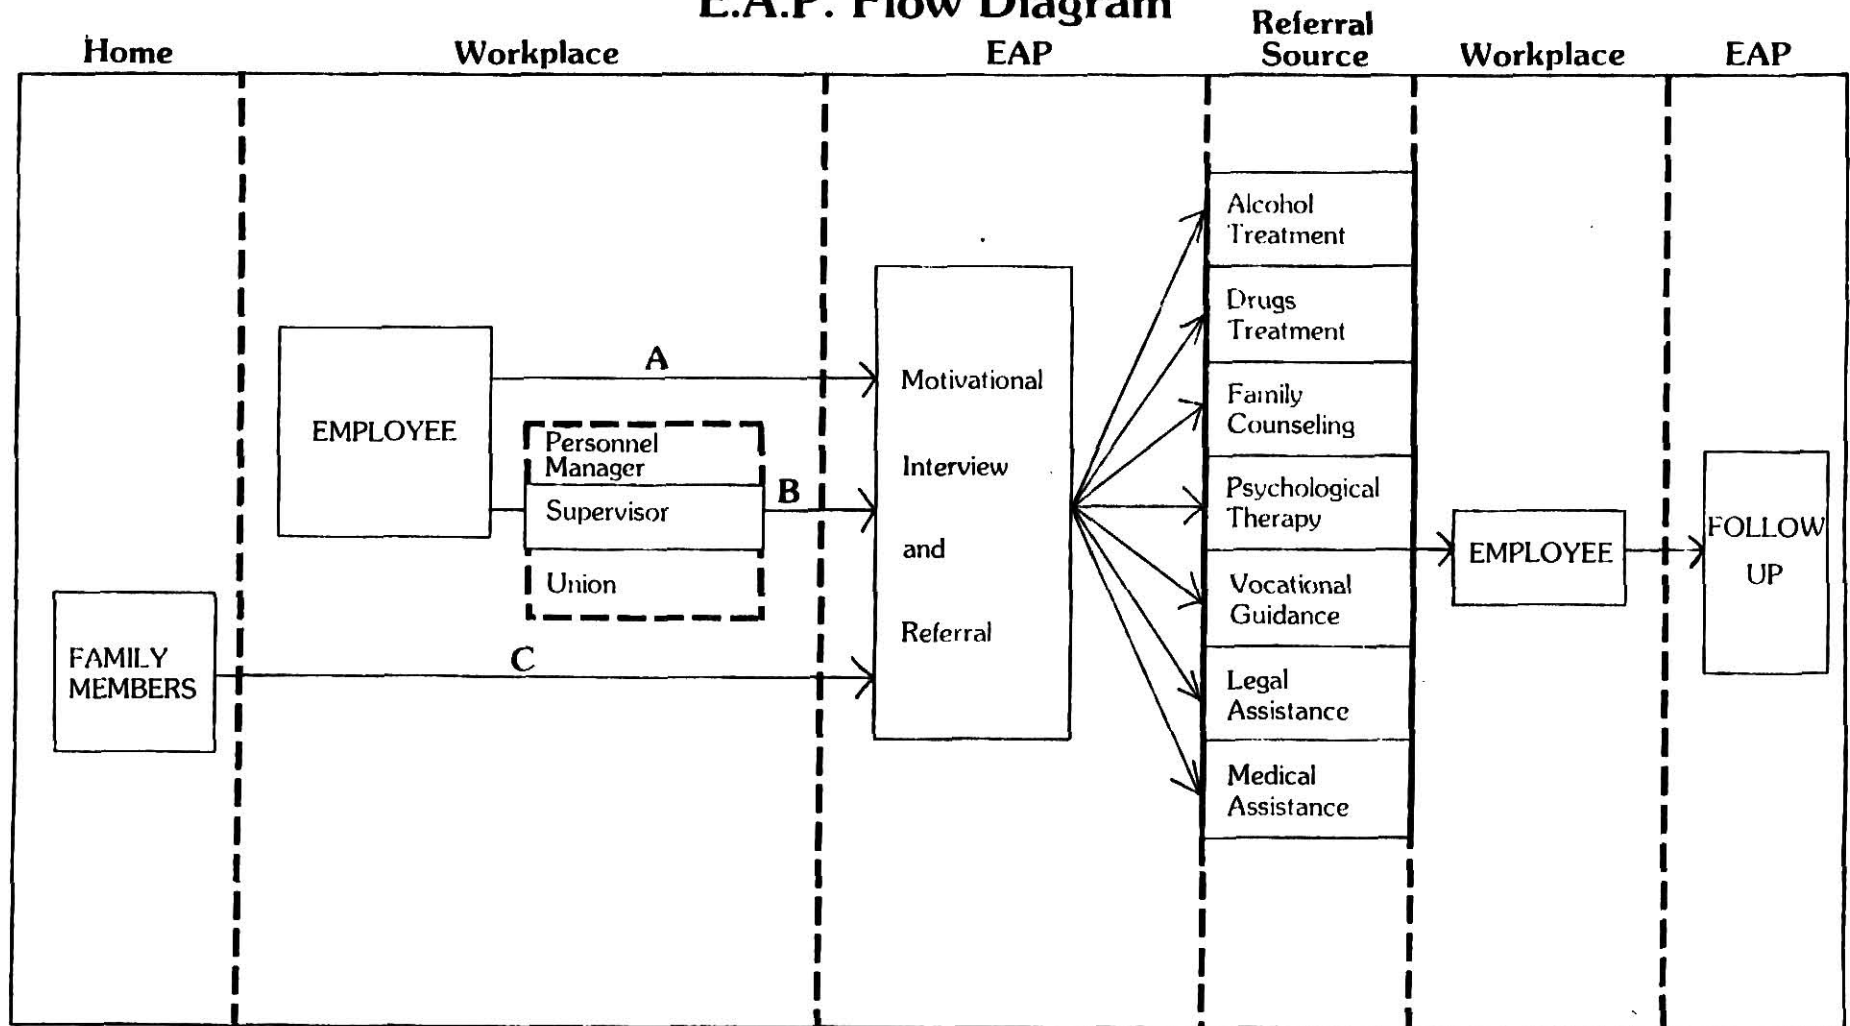 E.A.P. Flow Diagram
Home
Workplace
EAP
Referral
Source
Workplace
EAP
EMPLOYEE
A
Personnel
Manager
Supervisor
Union
B
FAMILY
MEMBERS
C
Motivational
Interview
and
Referral
Alcohol
Treatment
Drugs
Treatment
Family
Counseling
Psychological
Therapy
Vocational
Guidance
Legal
Assistance
Medical
Assistance
EMPLOYEE
FOLLOW
UP